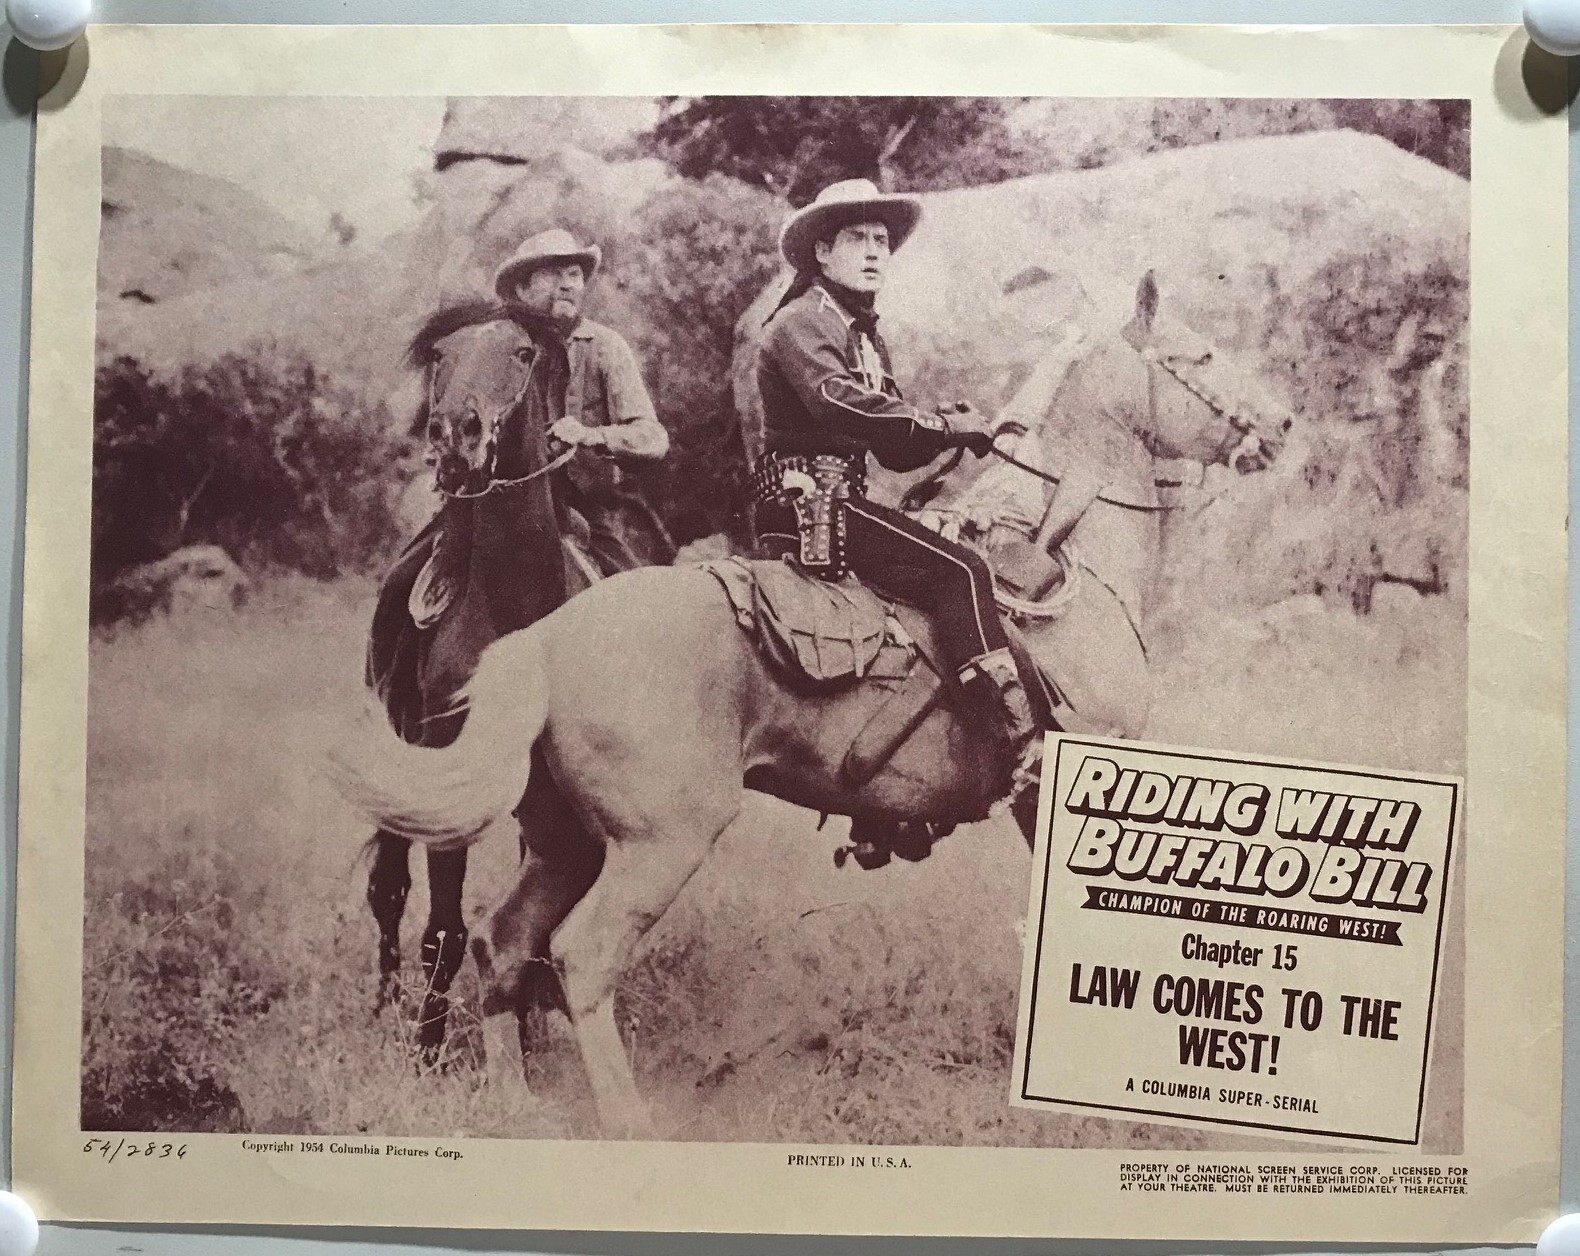 RIDING WITH
BUFFALO BILL
CHAMPION OF THE ROARING WEST!
Chapter 15
LAW COMES TO THE
WEST!
A COLUMBIA SUPER-SERIAL
54/2836
Copyright 1954 Columbia Pictures Corp.
PRINTED IN U. S. A.
PROPERTY OF NATIONAL SCREEN SERVICE CORP. LICENSED FOR
DISPLAY IN CONNECTION WITH THE EXHIBITION OF THIS PICTURE
AT YOUR THEATRE. MUST BE RETURNED IMMEDIATELY THEREAFTER.